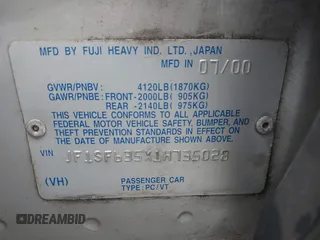 MFD BY FUJI HEAVY IND. LTD., JAPAN
MFD IN 07/00
GVWR/PNBV: 4120LB(1870KG)
GAWR/PNBE: FRONT-2000LB( 905KG)
REAR -2140LB( 975KG)
THIS VEHICLE CONFORMS TO ALL APPLICABLE
FEDERAL MOTOR VEHICLE SAFETY, BUMPER, AND
THEFT PREVENTION STANDARDS IN EFFECT ON THE
DATE OF MANUFACTURE SHOWN ABOVE.
VIN
(VH)
PASSENGER CAR
TYPE: PC/VT
DREAMBID